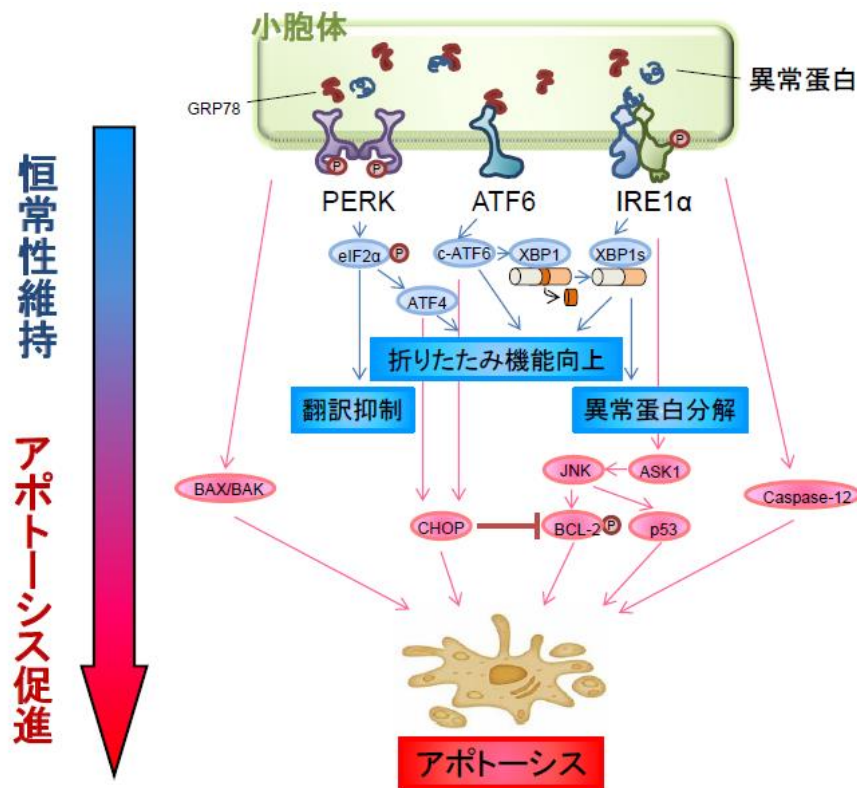 小胞体
GRP78
異常蛋白
P
P
P
PERK
ATF6
IRE1α
eIF2α
P
c-ATF6
XBP1
XBP1s
ATF4
恒常性維持
折りたたみ機能向上
翻訳抑制
異常蛋白分解
アポトーシス促進
JNK
ASK1
BAX/BAK
Caspase-12
CHOP
BCL-2
P
p53
アポトーシス